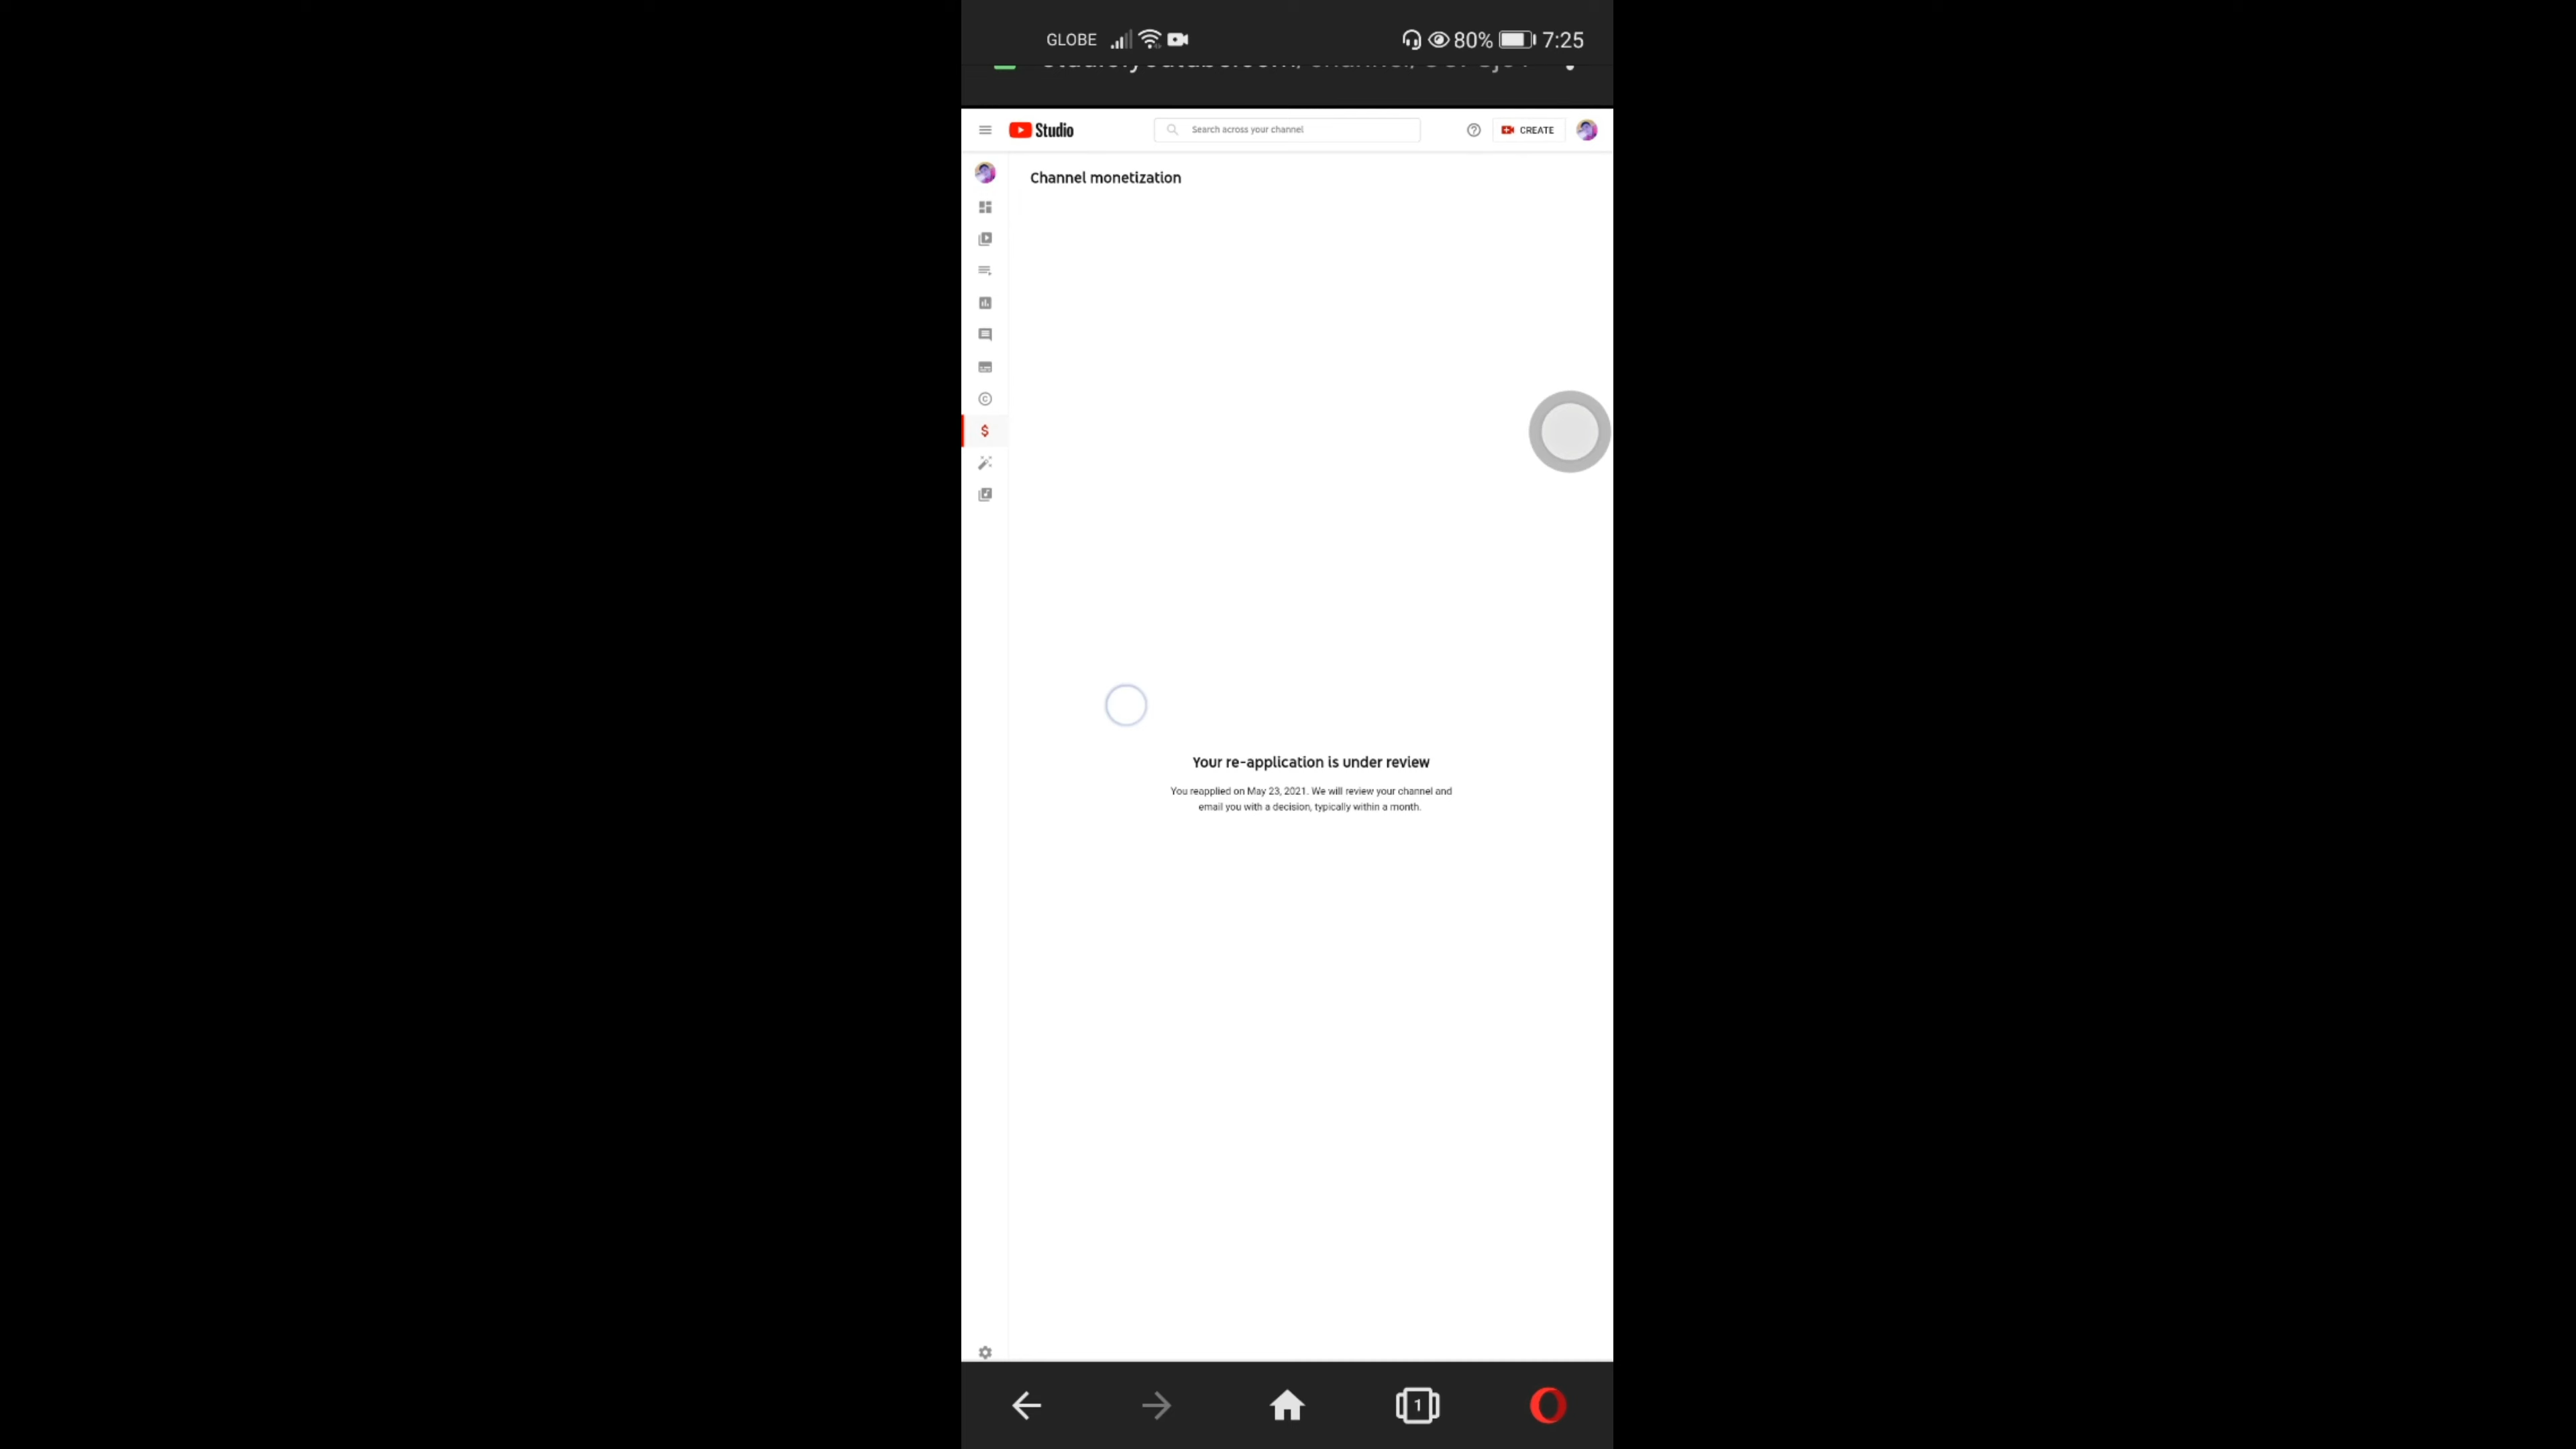 GLOBE 80% 7:25
Studio Search across your channel CREATE
Channel monetization
$
Your re-application is under review
You reapplied on May 23, 2021. We will review your channel and
email you with a decision, typically within a month.
1